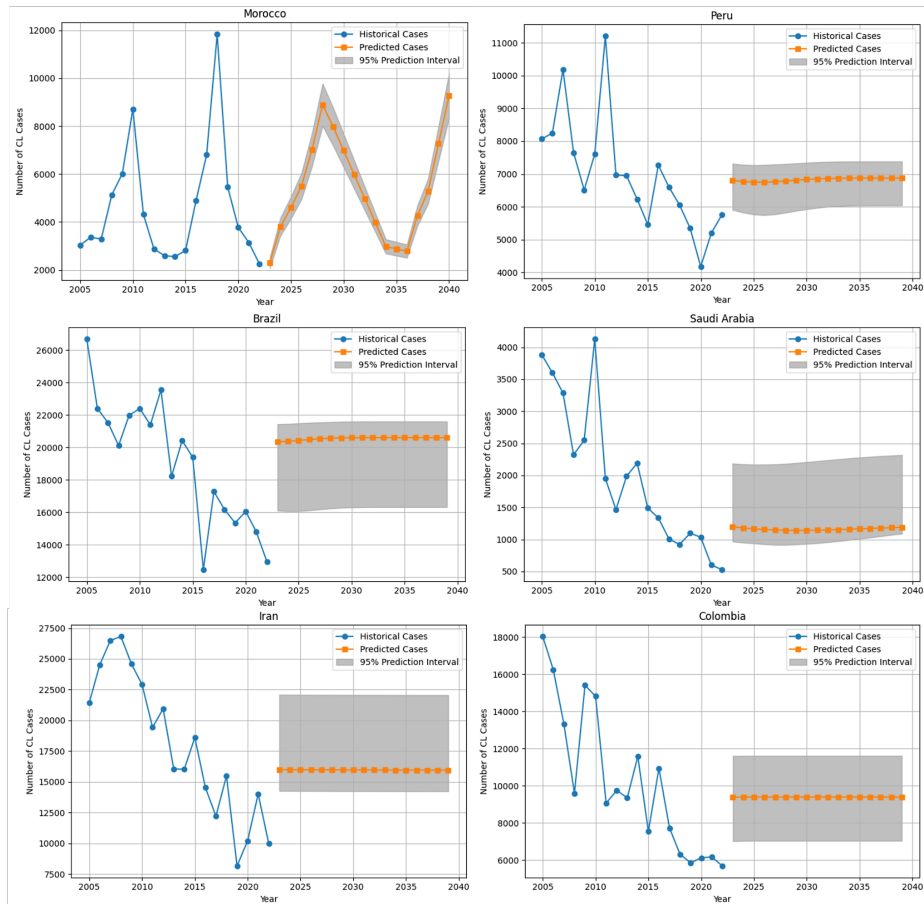 Morocco
Number of CL Cases
12000
10000
8000
6000
4000
2000
Historical Cases
Predicted Cases
95% Prediction Interval
2005 2010 2015 2020 2025 2030 2035 2040
Year
Peru
Number of CL Cases
11000
10000
9000
8000
7000
6000
5000
4000
Historical Cases
Predicted Cases
95% Prediction Interval
2005 2010 2015 2020 2025 2030 2035 2040
Year
Brazil
Number of CL Cases
26000
24000
22000
20000
18000
16000
14000
12000
Historical Cases
Predicted Cases
95% Prediction Interval
2005 2010 2015 2020 2025 2030 2035 2040
Year
Saudi Arabia
Number of CL Cases
4000
3500
3000
2500
2000
1500
1000
500
Historical Cases
Predicted Cases
95% Prediction Interval
2005 2010 2015 2020 2025 2030 2035 2040
Year
Iran
Number of CL Cases
27500
25000
22500
20000
17500
15000
12500
10000
7500
Historical Cases
Predicted Cases
95% Prediction Interval
2005 2010 2015 2020 2025 2030 2035 2040
Year
Colombia
Number of CL Cases
18000
16000
14000
12000
10000
8000
6000
Historical Cases
Predicted Cases
95% Prediction Interval
2005 2010 2015 2020 2025 2030 2035 2040
Year